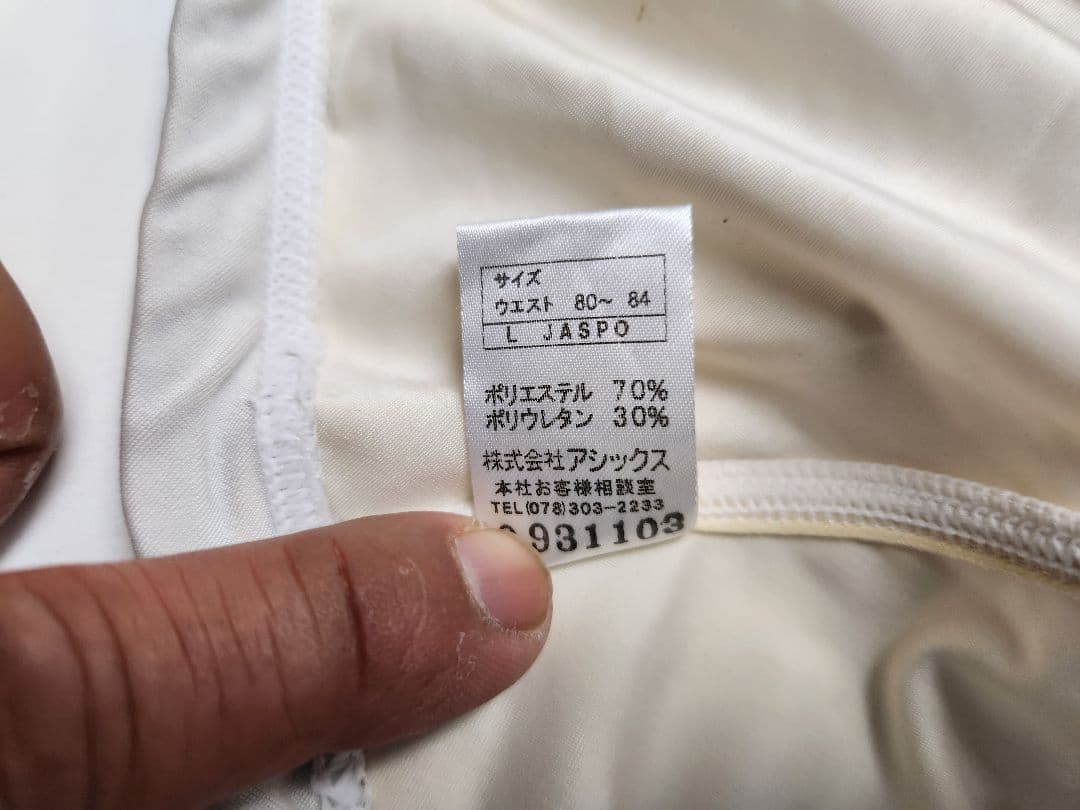 サイズ
ウエスト 80～ 84
L JASPO
ポリエステル 70%
ポリウレタン 30%
株式会社アシックス
本社お客様相談室
TEL(078)303-2233
931103